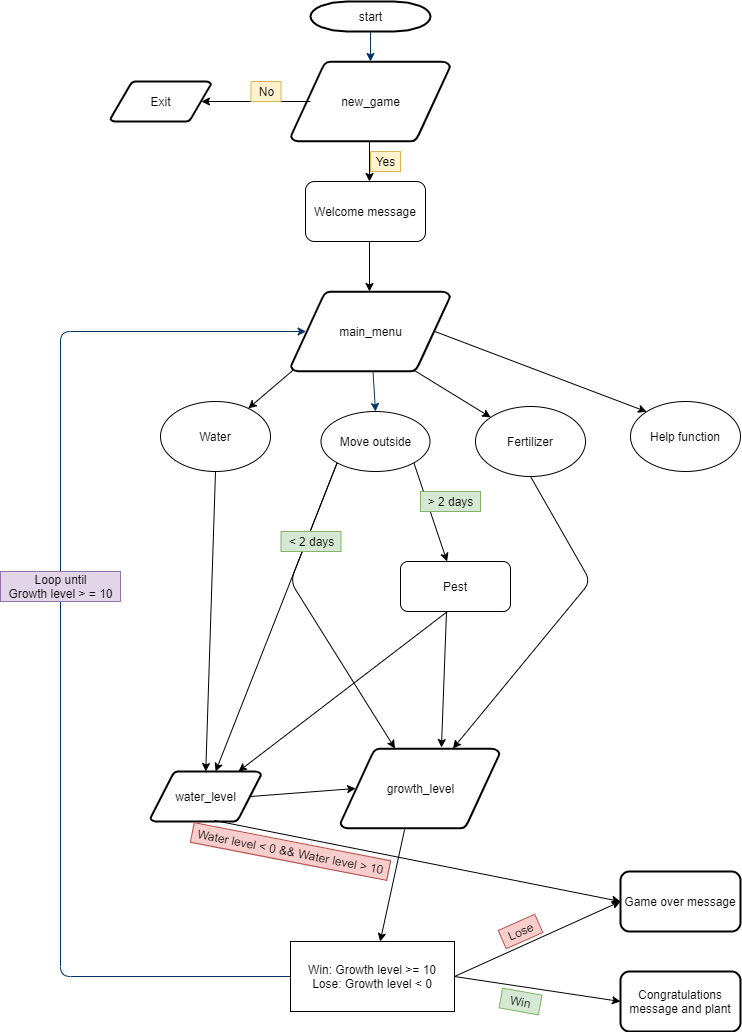 start
No
Exit
new_game
Yes
Welcome message
main_menu
Water
Move outside
Fertilizer
Help function
> 2 days
< 2 days
Loop until
Growth level > = 10
Pest
water_level
growth_level
Water level < 0 && Water level > 10
Game over message
Lose
Win: Growth level >= 10
Lose: Growth level < 0
Win
Congratulations
message and plant